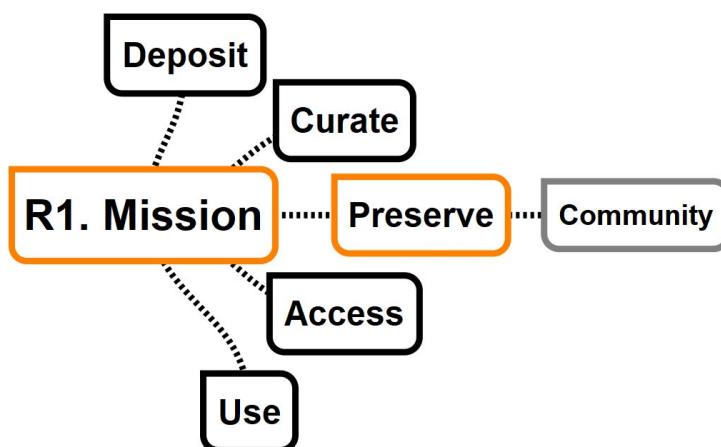 Deposit
Curate
R1. Mission
Preserve
Community
Access
Use